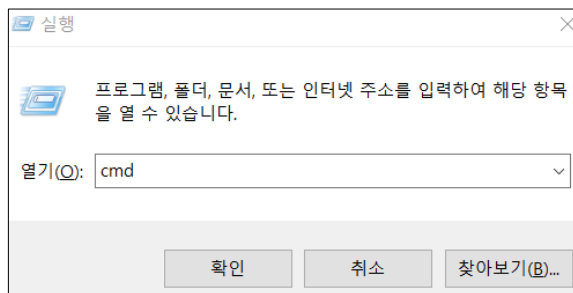 실행
프로그램, 폴더, 문서, 또는 인터넷 주소를 입력하여 해당 항목
을 열 수 있습니다.
열기(O): cmd
확인 취소 찾아보기(B)...